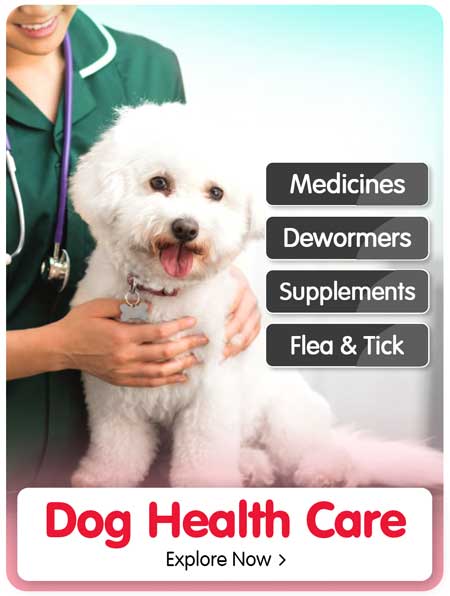 Medicines
Dewormers
Supplements
Flea & Tick
Dog Health Care
Explore Now >